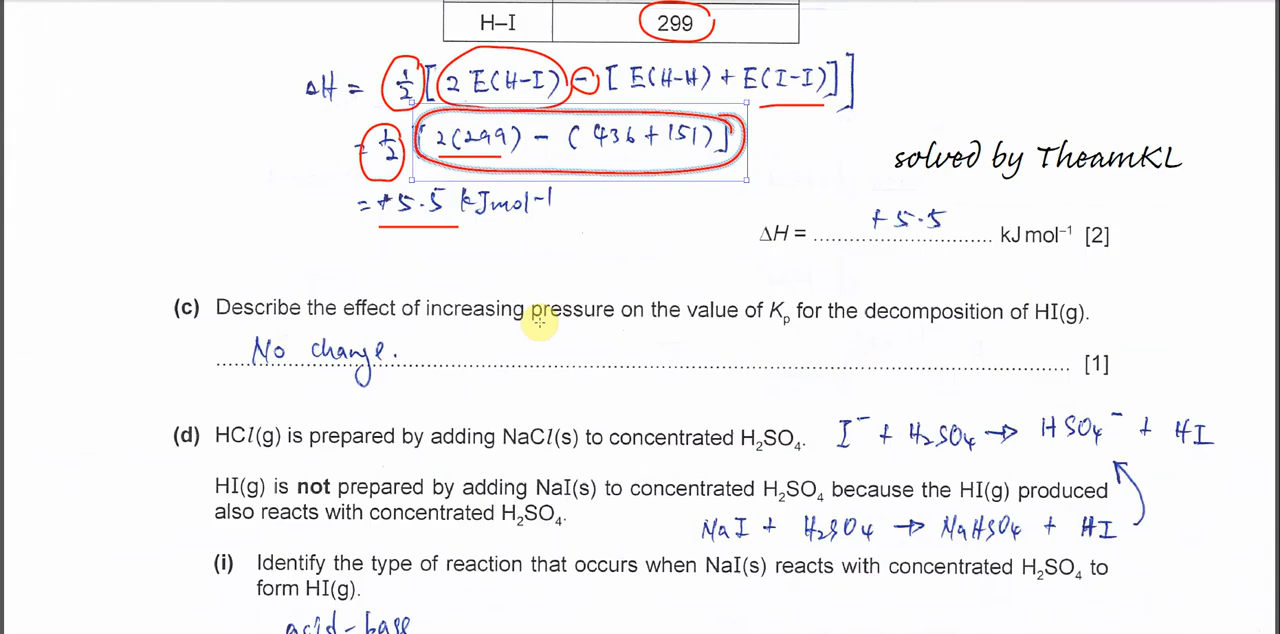 H–I 299
ΔH = 1/2 [2 E(H-I) - [ E(H-H) + E(I-I)]]
= 1/2 [2(299) - (436 + 151)]
= +5.5 kJmol-1
solved by TheamKL
ΔH = +5.5 kJ mol⁻¹ [2]
(c) Describe the effect of increasing pressure on the value of Kₚ for the decomposition of HI(g).
No change. [1]
(d) HCl(g) is prepared by adding NaCl(s) to concentrated H₂SO₄. I⁻ + H₂SO₄ → HSO₄⁻ + HI
HI(g) is not prepared by adding NaI(s) to concentrated H₂SO₄ because the HI(g) produced
also reacts with concentrated H₂SO₄.
NaI + H₂SO₄ → NaHSO₄ + HI
(i) Identify the type of reaction that occurs when NaI(s) reacts with concentrated H₂SO₄ to
form HI(g).
acid-base